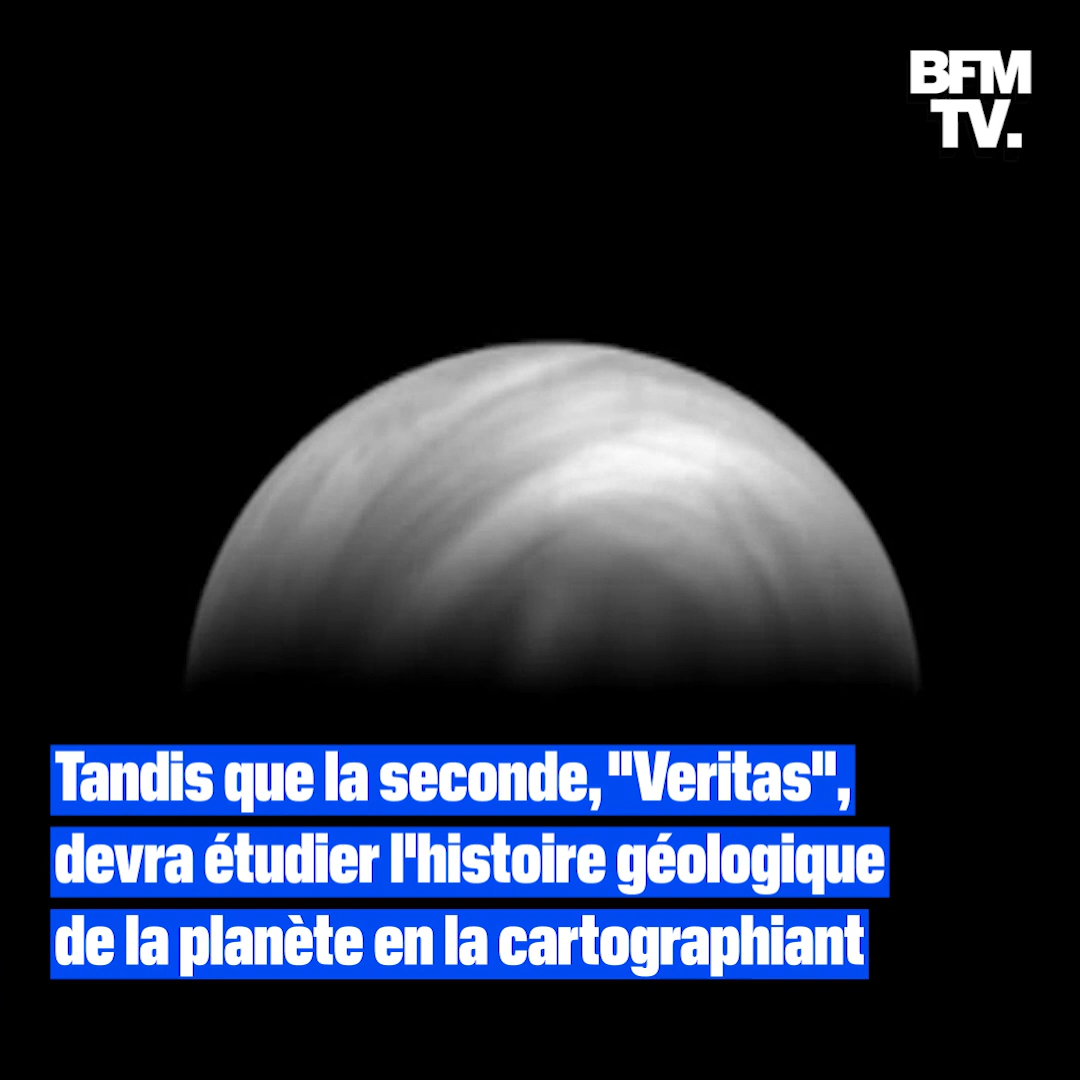 BFM
TV.
Tandis que la seconde, "Veritas",
devra étudier l'histoire géologique
de la planète en la cartographiant